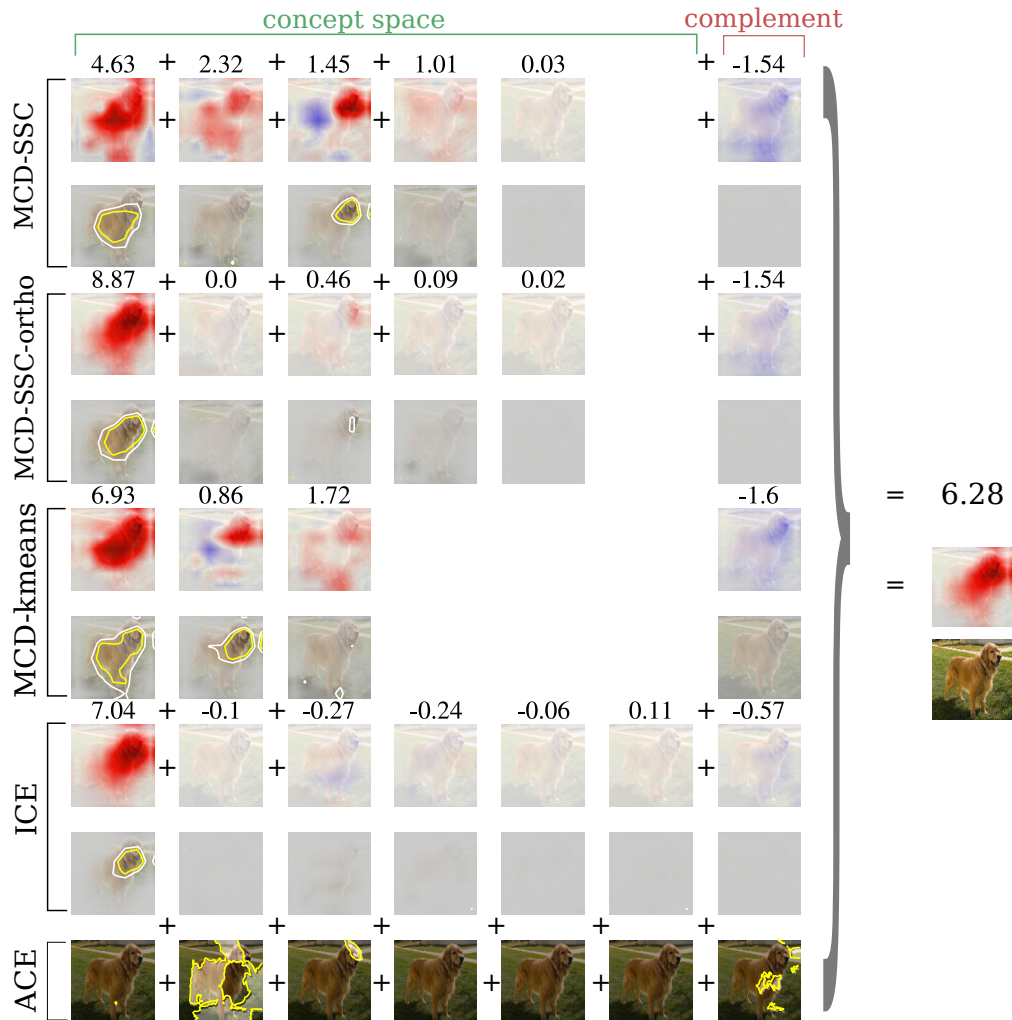 concept space
complement
4.63 + 2.32 + 1.45 + 1.01 0.03 + -1.54
MCD-SSC
+ + + +
+ + + +
8.87 0.0 0.46 0.09 0.02 -1.54
MCD-SSC-ortho
+ + + +
6.93 0.86 1.72 -1.6
= 6.28
MCD-kmeans
=
+ + + +
7.04 -0.1 -0.27 -0.24 -0.06 0.11 -0.57
ICE
+ + +
+ + + + + +
ACE
+ + + + + +